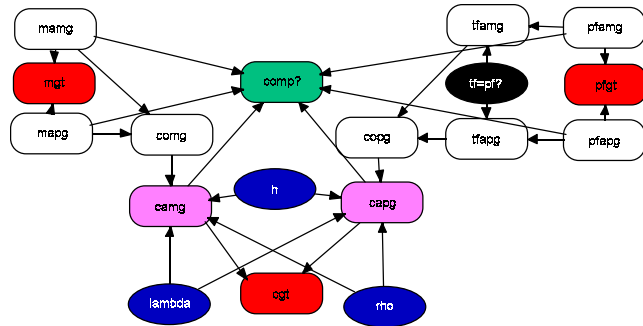 mamg
tfamg
pfamg
mgt
comp?
tf=pf?
pfgt
mapg
comg
copg
tfapg
pfapg
camg
h
capg
lambda
cgt
rho